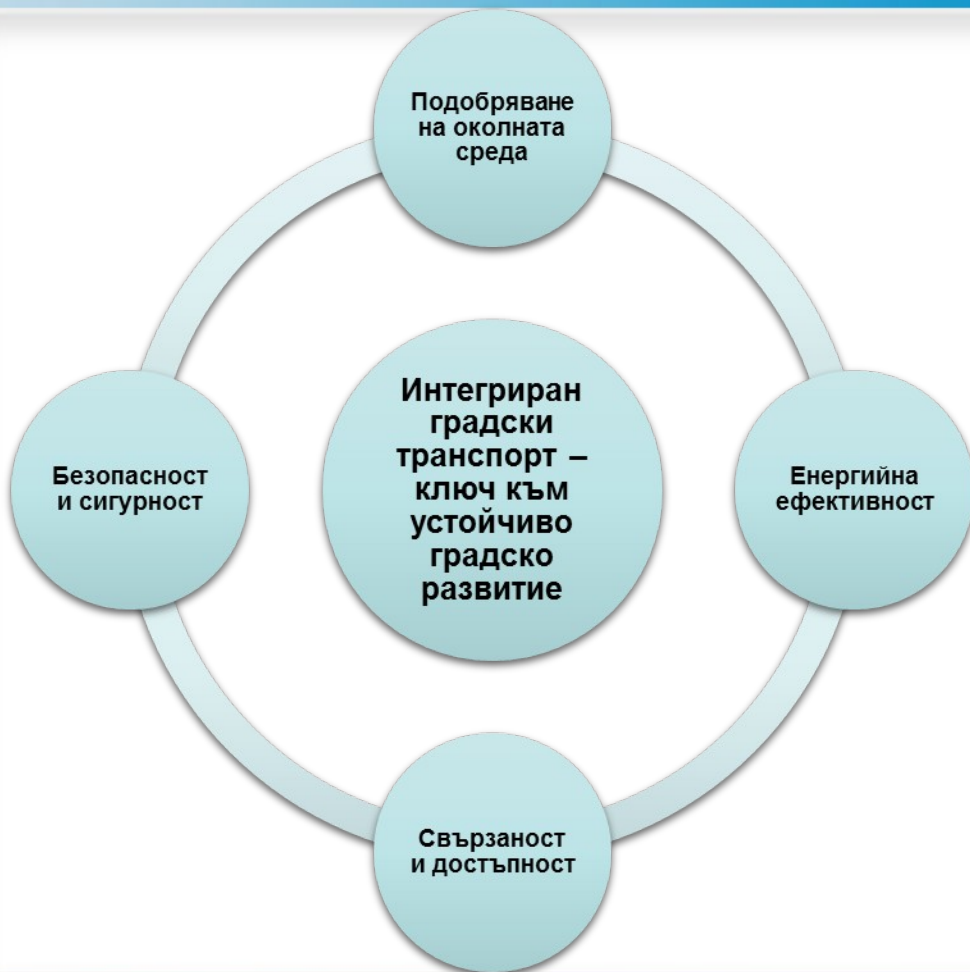 Подобряване
на околната
среда
Интегриран
градски
транспорт –
ключ към
устойчиво
градско
развитие
Безопасност
и сигурност
Енергийна
ефективност
Свързаност
и достъпност